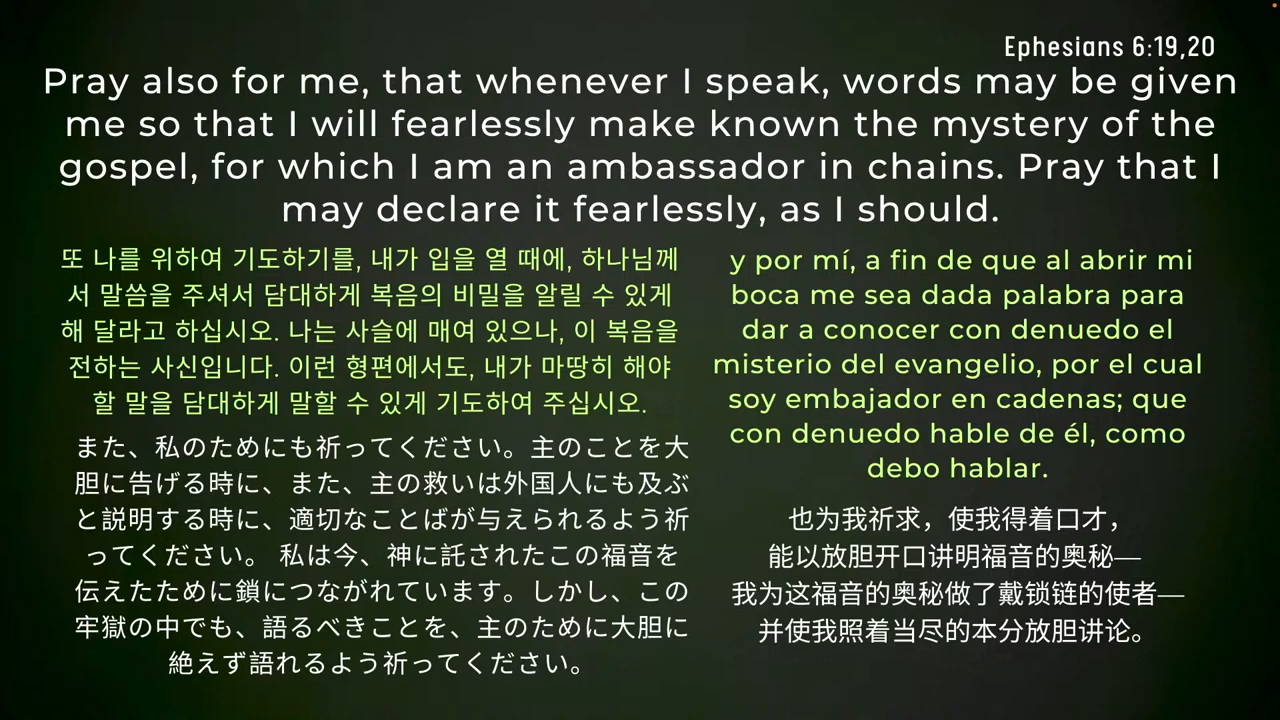 Ephesians 6:19,20
Pray also for me, that whenever I speak, words may be given
me so that I will fearlessly make known the mystery of the
gospel, for which I am an ambassador in chains. Pray that I
may declare it fearlessly, as I should.
또 나를 위하여 기도하기를, 내가 입을 열 때에, 하나님께
서 말씀을 주셔서 담대하게 복음의 비밀을 알릴 수 있게
해 달라고 하십시오. 나는 사슬에 매여 있으나, 이 복음을
전하는 사신입니다. 이런 형편에서도, 내가 마땅히 해야
할 말을 담대하게 말할 수 있게 기도하여 주십시오.
また、私のためにも祈ってください。主のことを大
胆に告げる時に、また、主の救いは外国人にも及ぶ
と説明する時に、適切なことばが与えられるよう祈
ってください。 私は今、神に託されたこの福音を
伝えたために鎖につながれています。しかし、この
牢獄の中でも、語るべきことを、主のために大胆に
絶えず語れるよう祈ってください。
y por mí, a fin de que al abrir mi
boca me sea dada palabra para
dar a conocer con denuedo el
misterio del evangelio, por el cual
soy embajador en cadenas; que
con denuedo hable de él, como
debo hablar.
也为我祈求，使我得着口才，
能以放胆开口讲明福音的奥秘—
我为这福音的奥秘做了戴锁链的使者—
并使我照着当尽的本分放胆讲论。